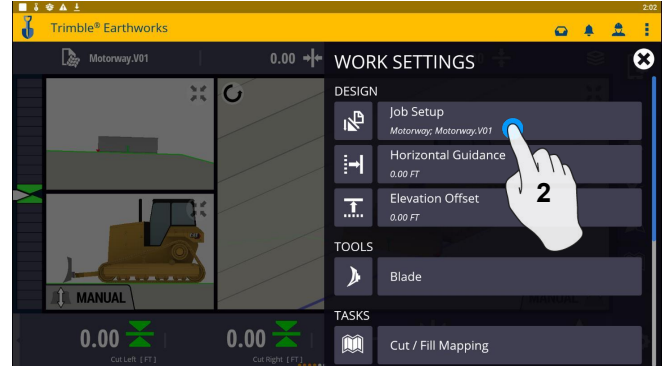 2:02
Trimble® Earthworks
Motorway.V01
0.00
WORK SETTINGS
DESIGN
Job Setup
Motorway; Motorway.V01
Horizontal Guidance
0.00 FT
2
Elevation Offset
0.00 FT
TOOLS
Blade
MANUAL
TASKS
0.00
0.00
Cut / Fill Mapping
Cut Left [FT]
Cut Right [FT]